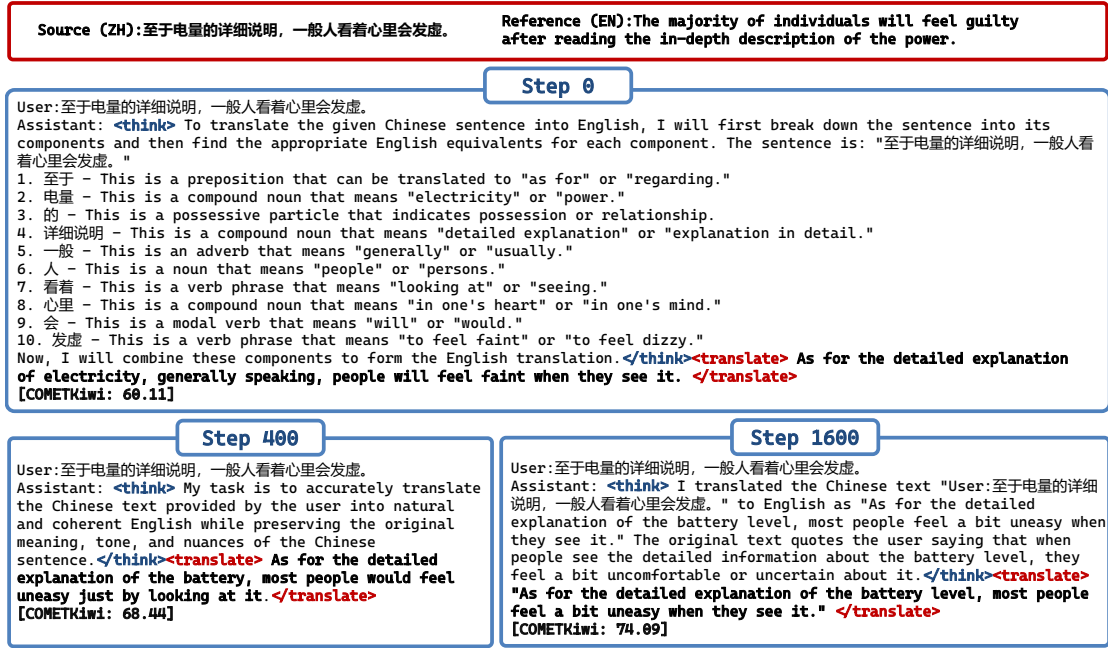 Source (ZH):至于电量的详细说明，一般人看着心里会发虚。
Reference (EN):The majority of individuals will feel guilty
after reading the in-depth description of the power.
Step 0
User:至于电量的详细说明，一般人看着心里会发虚。
Assistant: <think> To translate the given Chinese sentence into English, I will first break down the sentence into its
components and then find the appropriate English equivalents for each component. The sentence is: "至于电量的详细说明，一般人看
着心里会发虚。"
1. 至于 – This is a preposition that can be translated to "as for" or "regarding."
2. 电量 – This is a compound noun that means "electricity" or "power."
3. 的 – This is a possessive particle that indicates possession or relationship.
4. 详细说明 – This is a compound noun that means "detailed explanation" or "explanation in detail."
5. 一般 – This is an adverb that means "generally" or "usually."
6. 人 – This is a noun that means "people" or "persons."
7. 看着 – This is a verb phrase that means "looking at" or "seeing."
8. 心里 – This is a compound noun that means "in one's heart" or "in one's mind."
9. 会 – This is a modal verb that means "will" or "would."
10. 发虚 – This is a verb phrase that means "to feel faint" or "to feel dizzy."
Now, I will combine these components to form the English translation.</think><translate> As for the detailed explanation
of electricity, generally speaking, people will feel faint when they see it. </translate>
[COMETKiwi: 60.11]
Step 400
User:至于电量的详细说明，一般人看着心里会发虚。
Assistant: <think> My task is to accurately translate
the Chinese text provided by the user into natural
and coherent English while preserving the original
meaning, tone, and nuances of the Chinese
sentence.</think><translate> As for the detailed
explanation of the battery, most people would feel
uneasy just by looking at it.</translate>
[COMETKiwi: 68.44]
Step 1600
User:至于电量的详细说明，一般人看着心里会发虚。
Assistant: <think> I translated the Chinese text "User:至于电量的详细
说明，一般人看着心里会发虚。" to English as "As for the detailed
explanation of the battery level, most people feel a bit uneasy when
they see it." The original text quotes the user saying that when
people see the detailed information about the battery level, they
feel a bit uncomfortable or uncertain about it.</think><translate>
"As for the detailed explanation of the battery level, most people
feel a bit uneasy when they see it." </translate>
[COMETKiwi: 74.09]